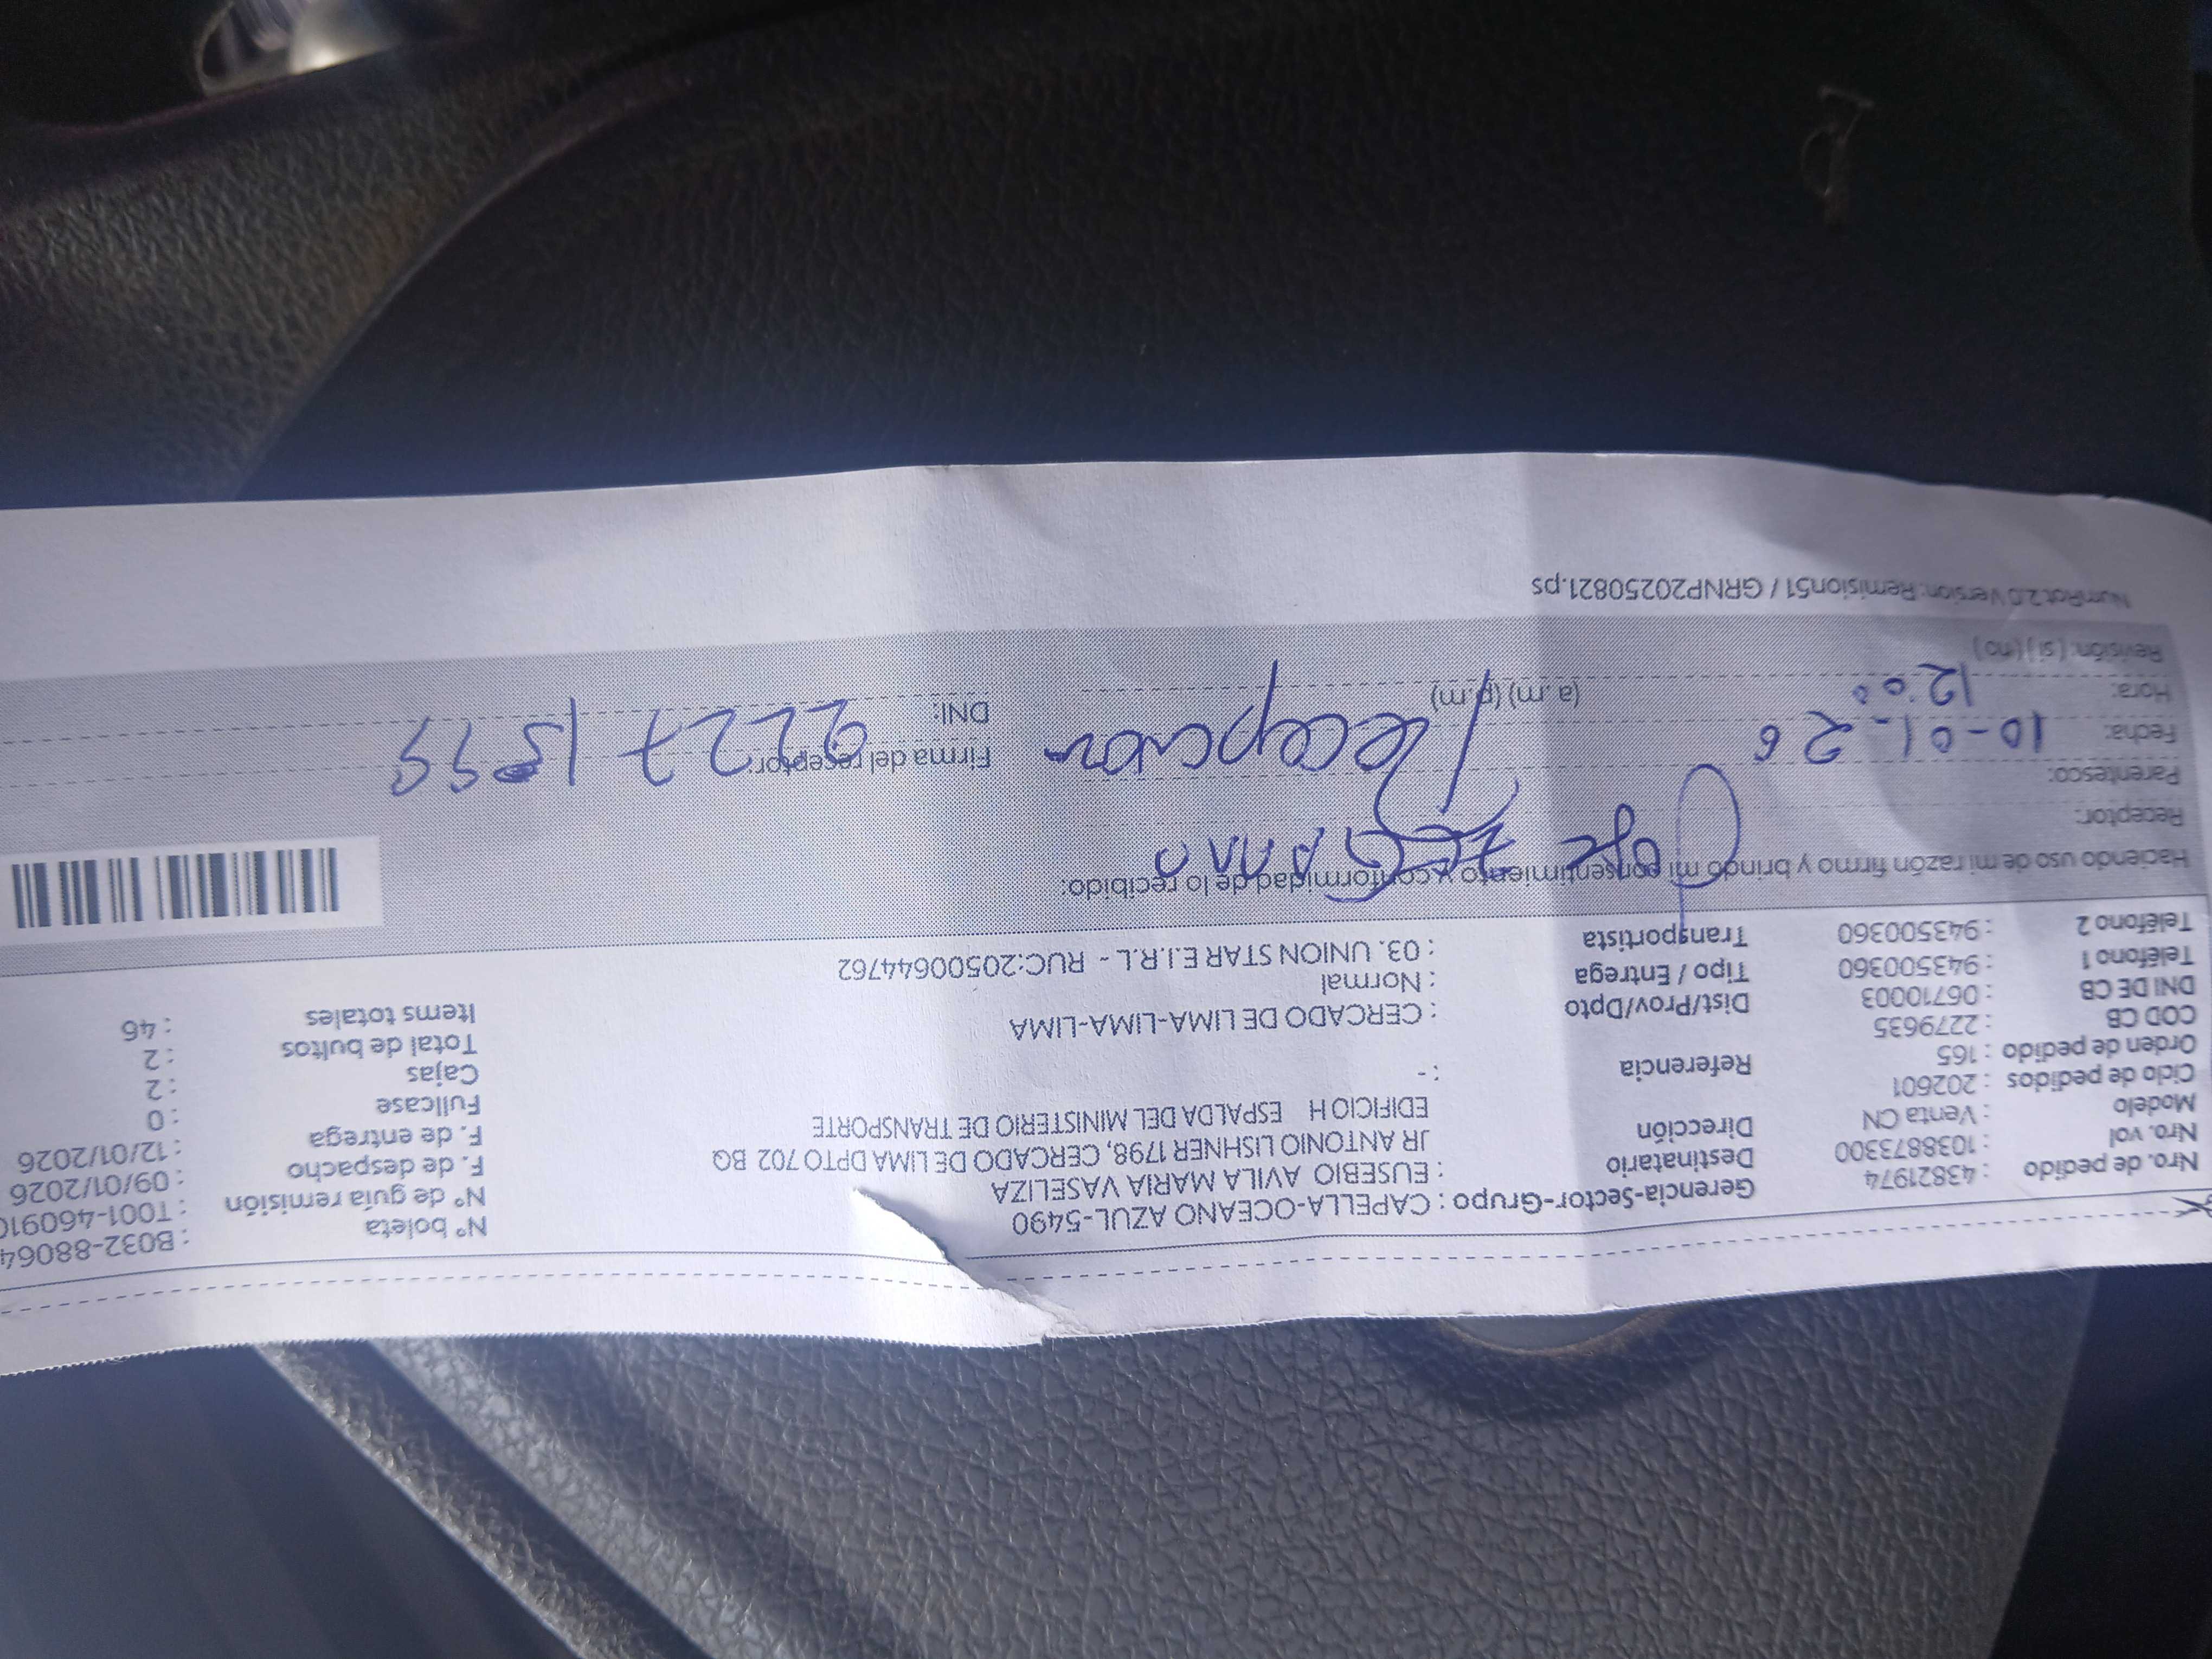 Nro. de pedido : 43821974 Gerencia-Sector-Grupo : CAPELLA-OCEANO AZUL-5490 N° boleta : B032-88064
Nro. vol : 1038873300 Destinatario : EUSEBIO AVILA MARIA VASELIZA N° de guía remisión : T001-460910
Modelo : Venta CN Dirección JR ANTONIO LISHNER 1798, CERCADO DE LIMA DPTO 702 BQ F. de despacho : 09/01/2026
Ciclo de pedidos : 202601 EDIFICIO H ESPALDA DEL MINISTERIO DE TRANSPORTE F. de entrega : 12/01/2026
Orden de pedido : 165 Referencia : - Fullcase : 0
COD CB : 2279635 Cajas : 2
DNI DE CB : 06710003 Dist/Prov/Dpto : CERCADO DE LIMA-LIMA-LIMA Total de bultos : 2
Teléfono 1 : 943500360 Tipo / Entrega : Normal Items totales : 46
Teléfono 2 : 943500360 Transportista : 03. UNION STAR E.I.R.L - RUC:20500644762
Haciendo uso de mi razón firmo y brindo mi consentimiento y conformidad de lo recibido:
Receptor:
Parentesco: Recepcion Firma del receptor:
Fecha: 10-01-26
Hora: 12:00 (a.m) (p.m) DNI:
Revisión: (si) (no)
NumRot 2.0 Version: Remision51 / GRNP20250821.ps